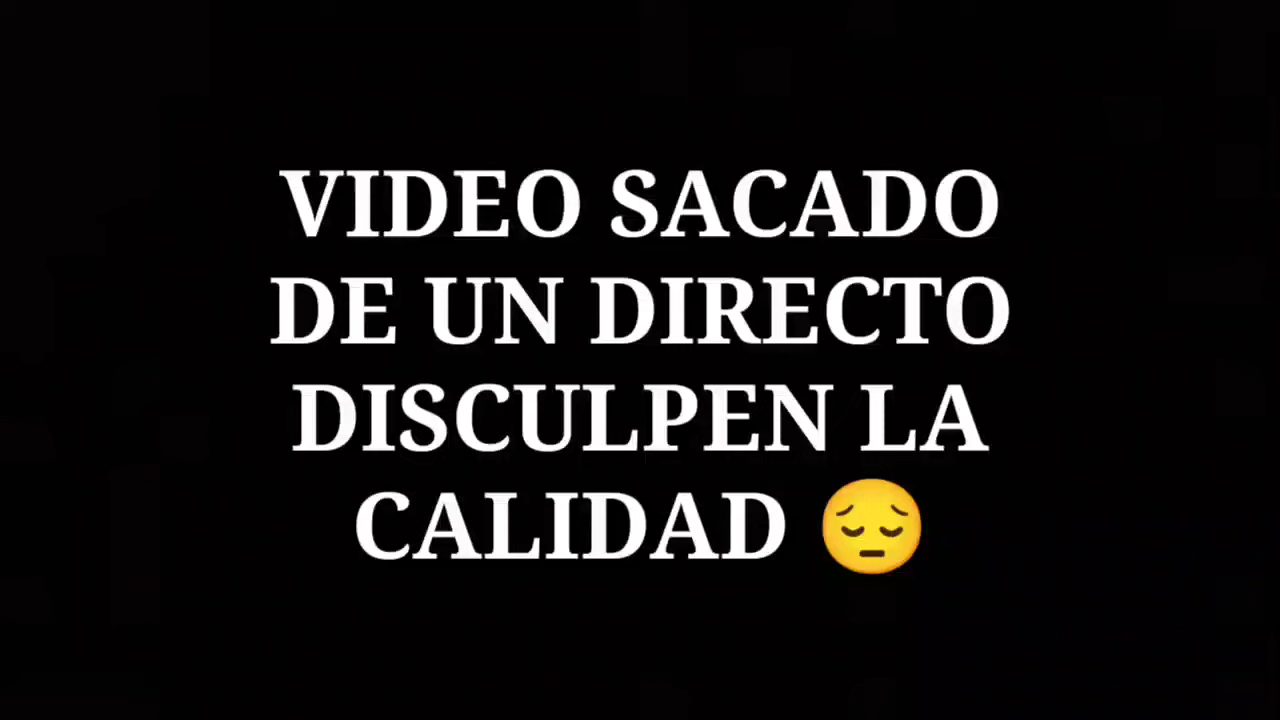 VIDEO SACADO
DE UN DIRECTO
DISCULPEN LA
CALIDAD 😔